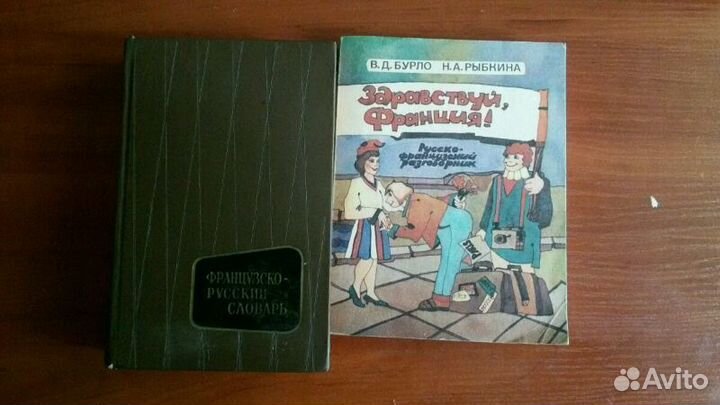 ФРАНЦУЗСКО-
РУССКИЙ
СЛОВАРЬ
В.Д.БУРЛО Н.А.РЫБКИНА
Здравствуй,
Франция!
Русско-
французский
разговорник
Avito